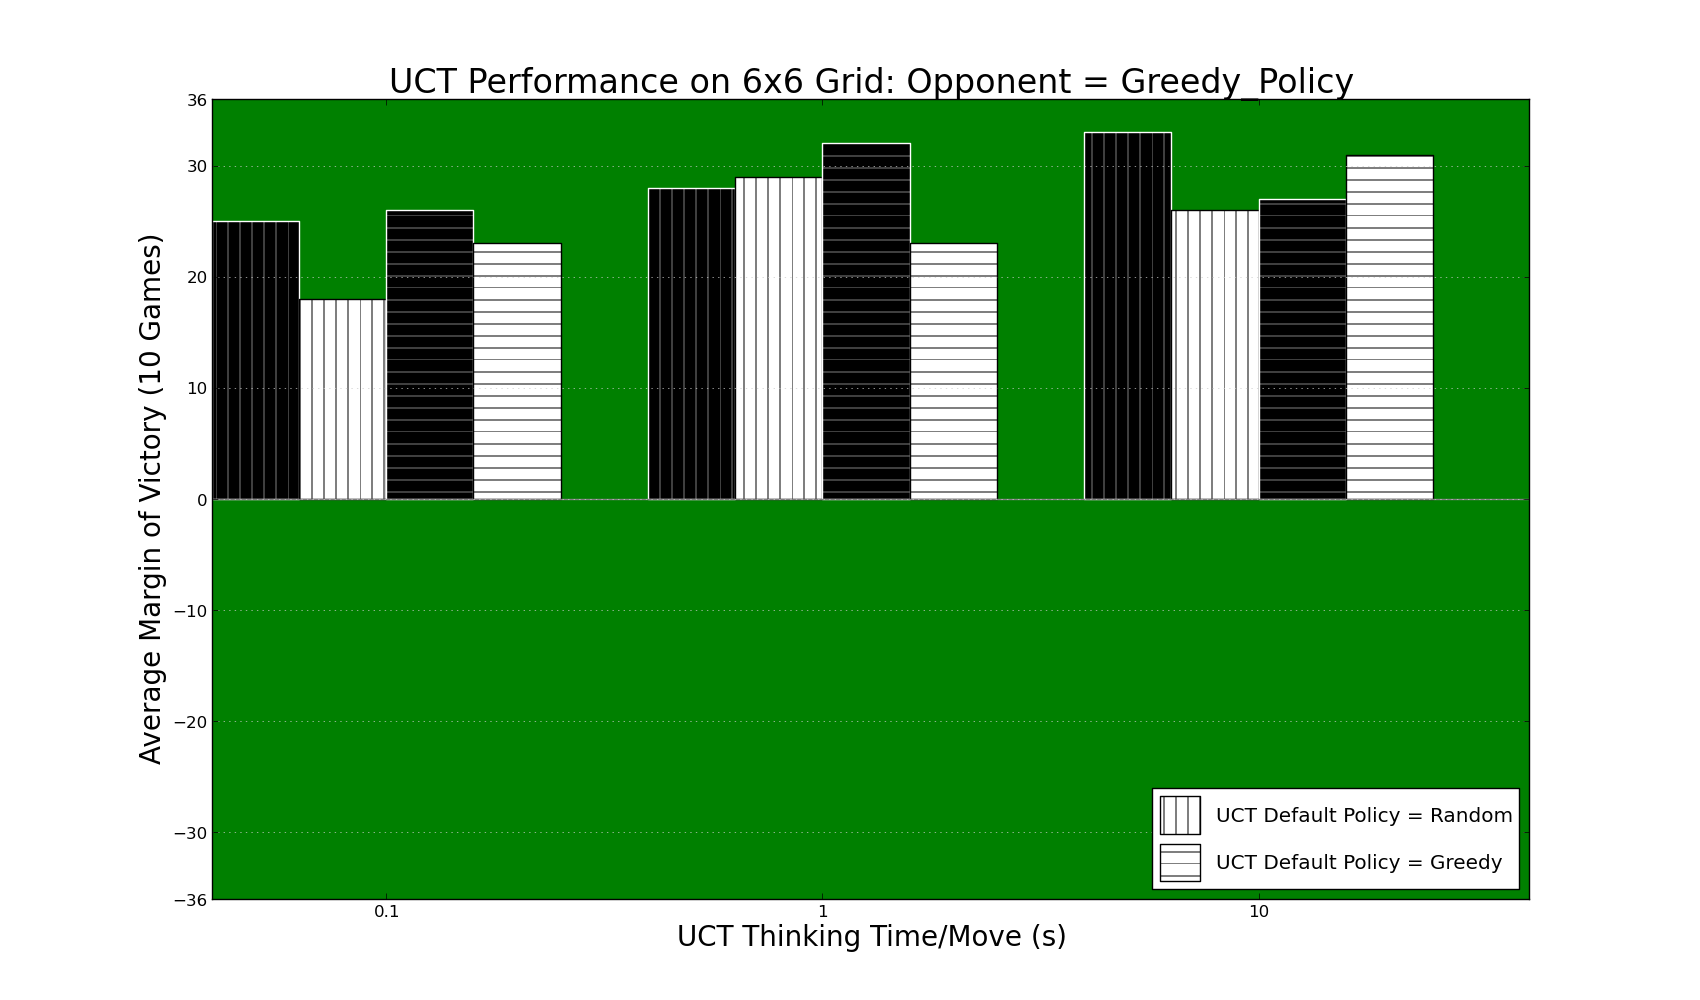 UCT Performance on 6x6 Grid: Opponent = Greedy_Policy
Average Margin of Victory (10 Games)
36
30
20
10
0
−10
−20
−30
−36
UCT Default Policy = Random
UCT Default Policy = Greedy
0.1
1
10
UCT Thinking Time/Move (s)